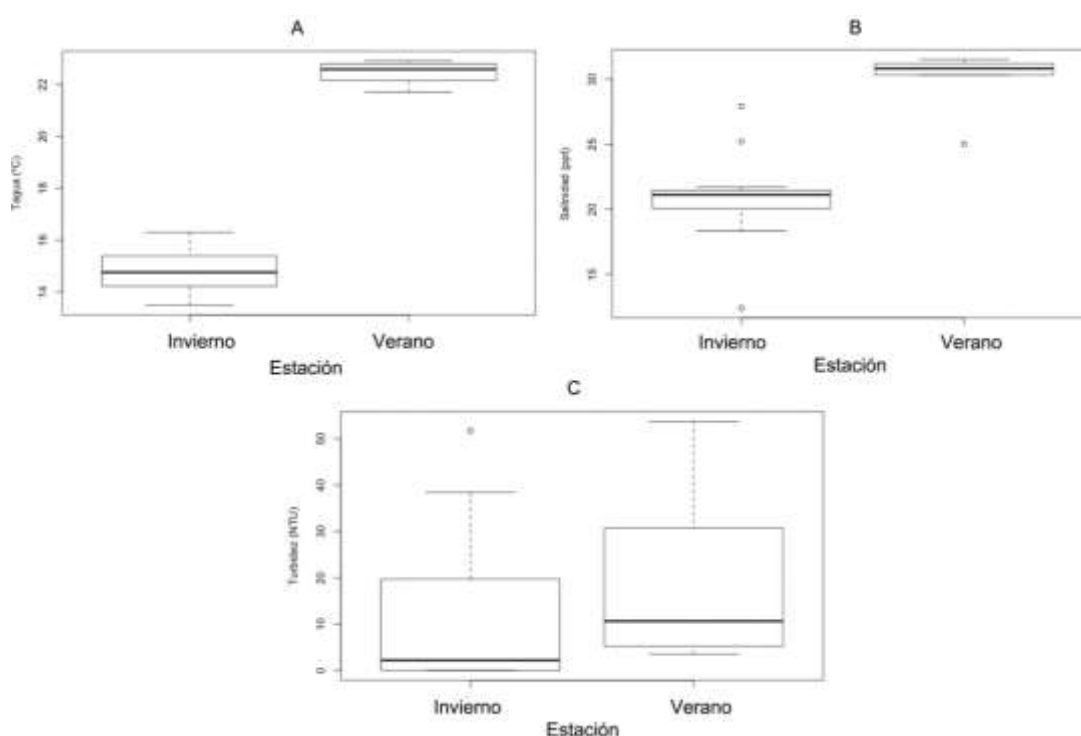 A
Tagua (ºC)
22
20
18
16
14
Invierno Verano
Estación
B
Salinidad (ppt)
30
25
20
15
Invierno Verano
Estación
C
Turbidez (NTU)
50
40
30
20
10
0
Invierno Verano
Estación